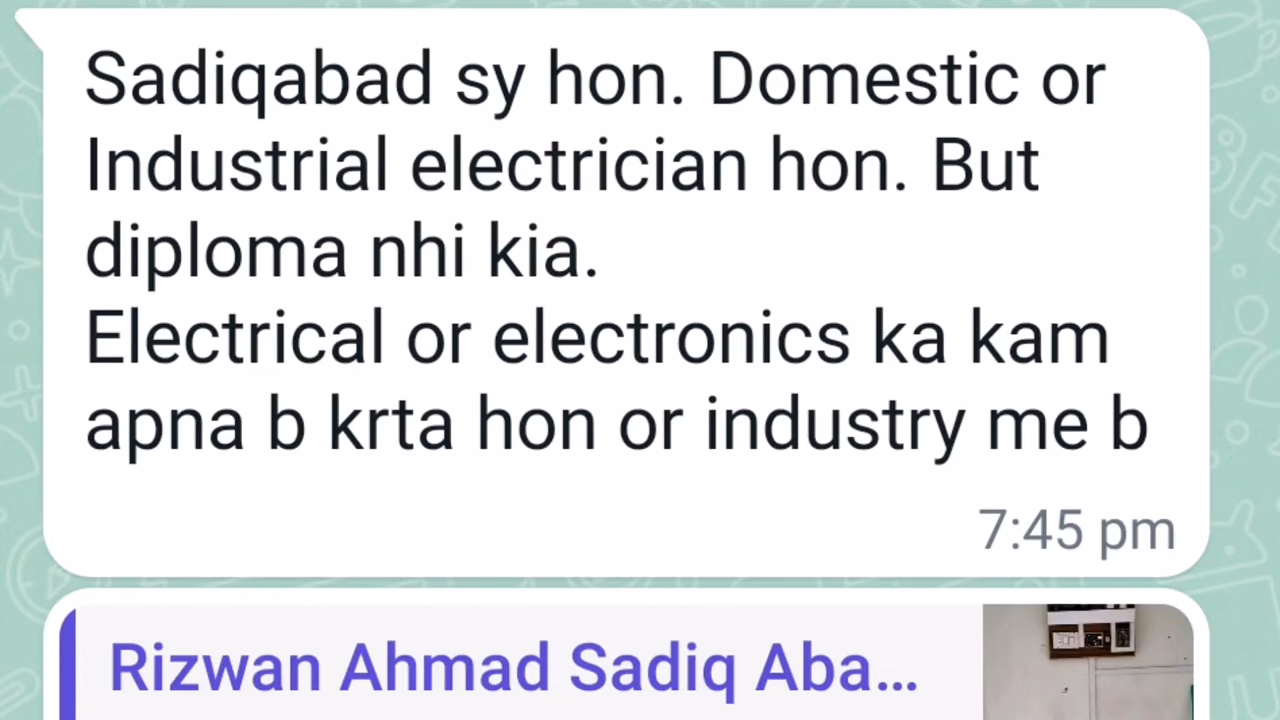 Sadiqabad sy hon. Domestic or
Industrial electrician hon. But
diploma nhi kia.
Electrical or electronics ka kam
apna b krta hon or industry me b
7:45 pm
Rizwan Ahmad Sadiq Aba...